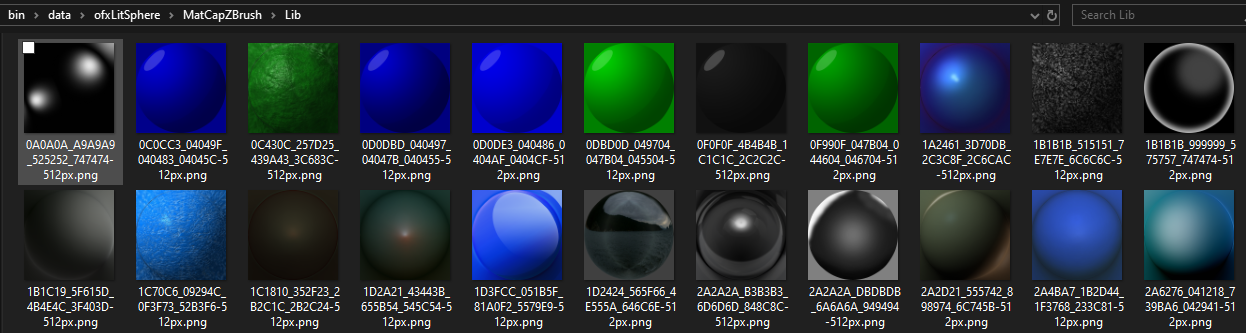 bin > data > ofxLitSphere > MatCapZBrush > Lib
Search Lib
0A0A0A_A9A9A9
_525252_747474-
512px.png
0C0CC3_04049F_
040483_04045C-5
12px.png
0C430C_257D25_
439A43_3C683C-
512px.png
0D0DBD_040497_
04047B_040455-5
12px.png
0D0DE3_040486_0
404AF_0404CF-51
2px.png
0DBD0D_049704_
047B04_045504-5
12px.png
0F0F0F_4B4B4B_1
C1C1C_2C2C2C-
512px.png
0F990F_047B04_0
44604_046704-51
2px.png
1A2461_3D70DB_
2C3C8F_2C6CAC
-512px.png
1B1B1B_515151_7
E7E7E_6C6C6C-5
12px.png
1B1B1B_999999_5
75757_747474-51
2px.png
1B1C19_5F615D_
4B4E4C_3F403D-
512px.png
1C70C6_09294C_
0F3F73_52B3F6-5
12px.png
1C1810_352F23_2
B2C1C_2B2C24-5
12px.png
1D2A21_43443B_
655B54_545C54-5
12px.png
1D3FCC_051B5F_
81A0F2_5579E9-5
12px.png
1D2424_565F66_4
E555A_646C6E-51
2px.png
2A2A2A_B3B3B3_
6D6D6D_848C8C-
512px.png
2A2A2A_DBDBDB
_6A6A6A_949494
-512px.png
2A2D21_555742_8
98974_6C745B-51
2px.png
2A4BA7_1B2D44_
1F3768_233C81-5
12px.png
2A6276_041218_7
39BA6_042941-51
2px.png